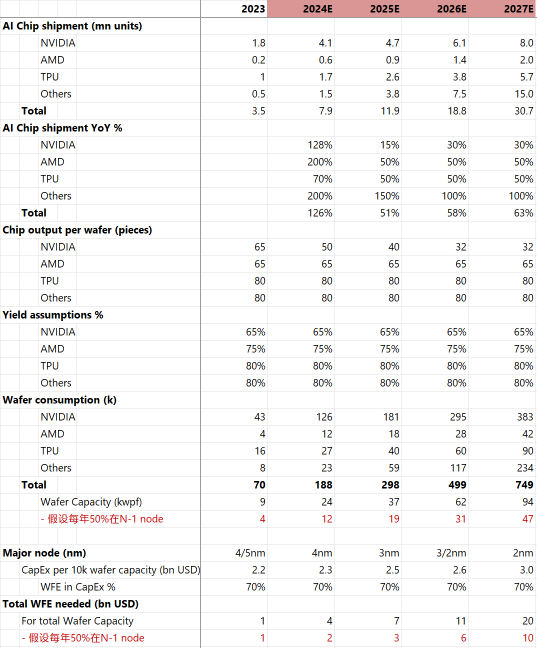 2023 2024E 2025E 2026E 2027E
AI Chip shipment (mn units)
NVIDIA 1.8 4.1 4.7 6.1 8.0
AMD 0.2 0.6 0.9 1.4 2.0
TPU 1 1.7 2.6 3.8 5.7
Others 0.5 1.5 3.8 7.5 15.0
Total 3.5 7.9 11.9 18.8 30.7
AI Chip shipment YoY %
NVIDIA 128% 15% 30% 30%
AMD 200% 50% 50% 50%
TPU 70% 50% 50% 50%
Others 200% 150% 100% 100%
Total 126% 51% 58% 63%
Chip output per wafer (pieces)
NVIDIA 65 50 40 32 32
AMD 65 65 65 65 65
TPU 80 80 80 80 80
Others 80 80 80 80 80
Yield assumptions %
NVIDIA 65% 65% 65% 65% 65%
AMD 75% 75% 75% 75% 75%
TPU 80% 80% 80% 80% 80%
Others 80% 80% 80% 80% 80%
Wafer consumption (k)
NVIDIA 43 126 181 295 383
AMD 4 12 18 28 42
TPU 16 27 40 60 90
Others 8 23 59 117 234
Total 70 188 298 499 749
Wafer Capacity (kwpf) 9 24 37 62 94
- 假设每年50%在N-1 node 4 12 19 31 47
Major node (nm) 4/5nm 4nm 3nm 3/2nm 2nm
CapEx per 10k wafer capacity (bn USD) 2.2 2.3 2.5 2.6 3.0
WFE in CapEx % 70% 70% 70% 70% 70%
Total WFE needed (bn USD)
For total Wafer Capacity 1 4 7 11 20
- 假设每年50%在N-1 node 1 2 3 6 10